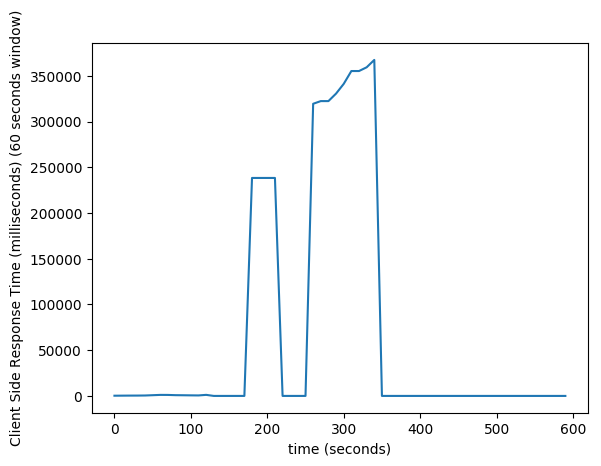 Client Side Response Time (milliseconds) (60 seconds window)
350000
300000
250000
200000
150000
100000
50000
0
0 100 200 300 400 500 600
time (seconds)